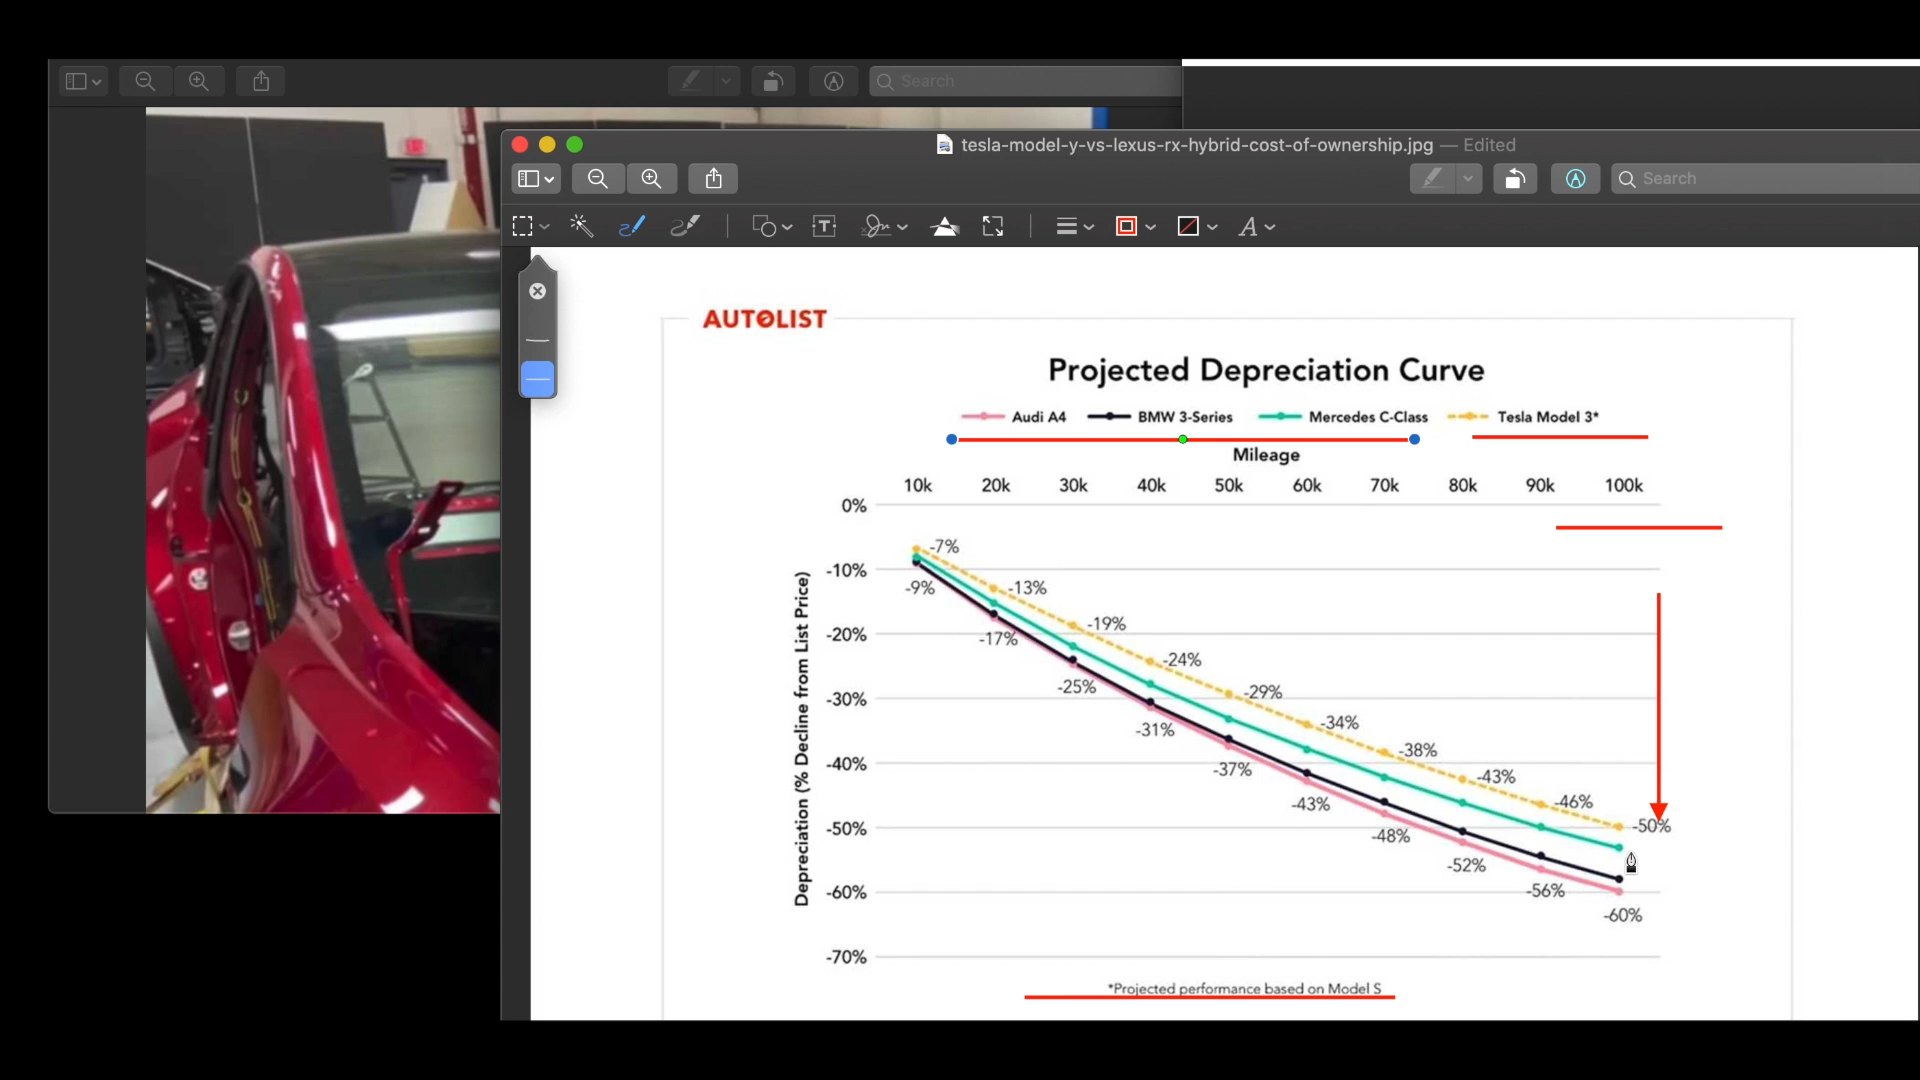 Search
tesla-model-y-vs-lexus-rx-hybrid-cost-of-ownership.jpg — Edited
Search
AUTOLIST
Projected Depreciation Curve
Audi A4 BMW 3-Series Mercedes C-Class Tesla Model 3*
Mileage
10k 20k 30k 40k 50k 60k 70k 80k 90k 100k
0%
-10%
-20%
-30%
-40%
-50%
-60%
-70%
Depreciation (% Decline from List Price)
-7%
-13%
-19%
-24%
-29%
-34%
-38%
-43%
-46%
-50%
-9%
-17%
-25%
-31%
-37%
-43%
-48%
-52%
-56%
-60%
*Projected performance based on Model S